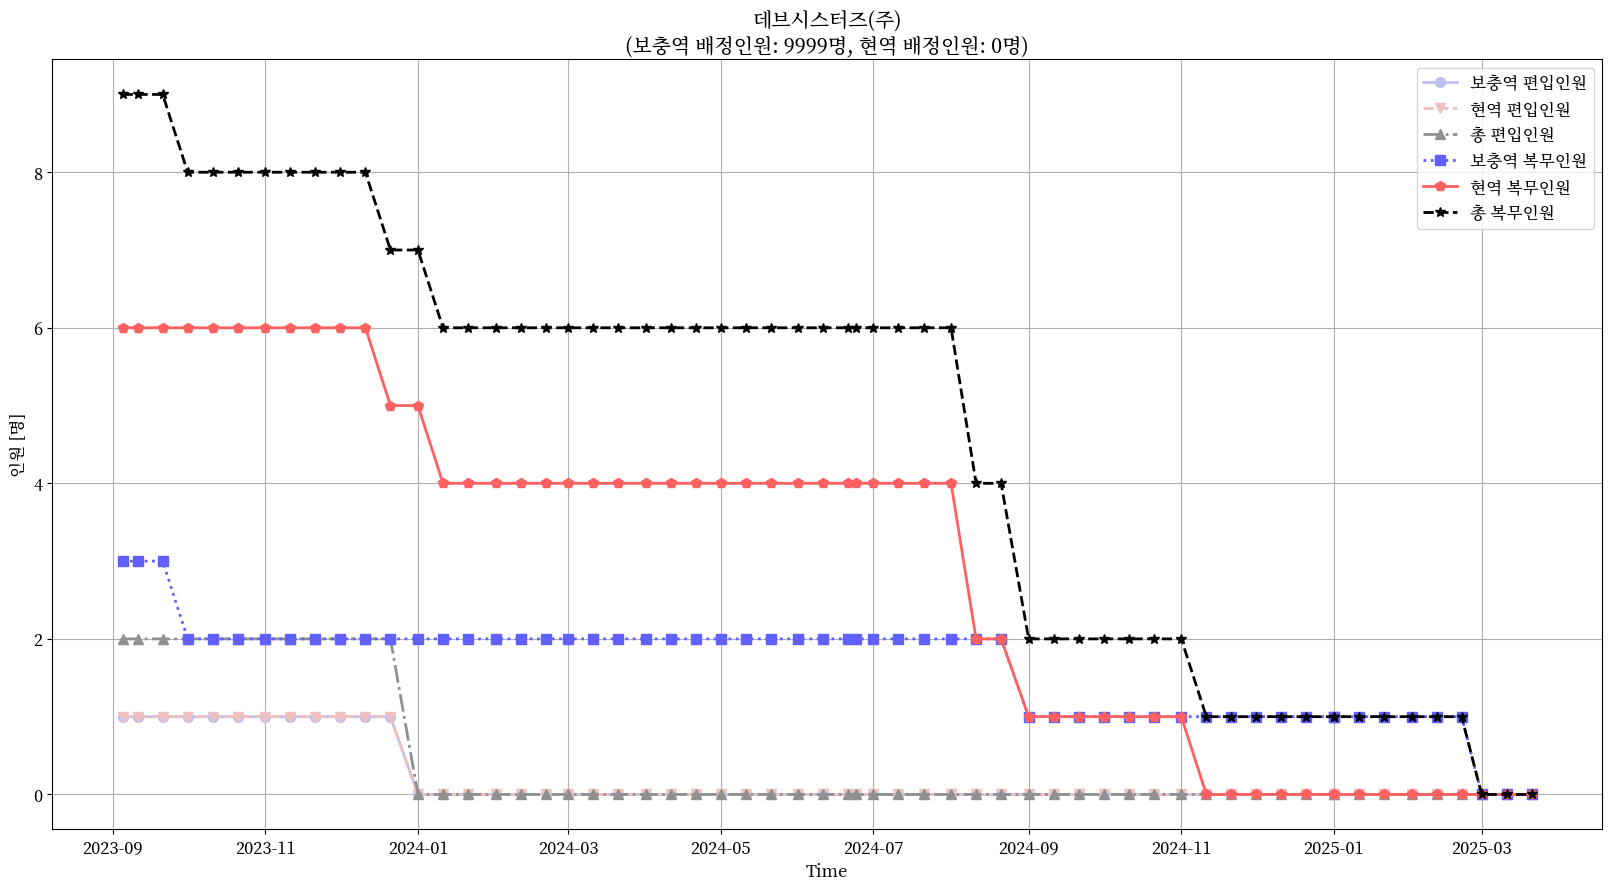 데브시스터즈(주)
(보충역 배정인원: 9999명, 현역 배정인원: 0명)
보충역 편입인원
현역 편입인원
총 편입인원
보충역 복무인원
현역 복무인원
총 복무인원
인원 [명]
8
6
4
2
0
2023-09
2023-11
2024-01
2024-03
2024-05
2024-07
2024-09
2024-11
2025-01
2025-03
Time